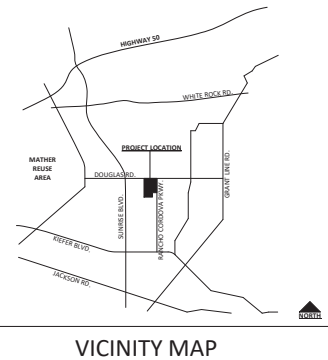 HIGHWAY 50
WHITE ROCK RD.
PROJECT LOCATION
MATHER
REUSE
AREA
DOUGLAS RD.
GRANT LINE RD.
SUNRISE BLVD.
RANCHO CORDOVA PKWY.
KIEFER BLVD.
JACKSON RD.
NORTH
VICINITY MAP